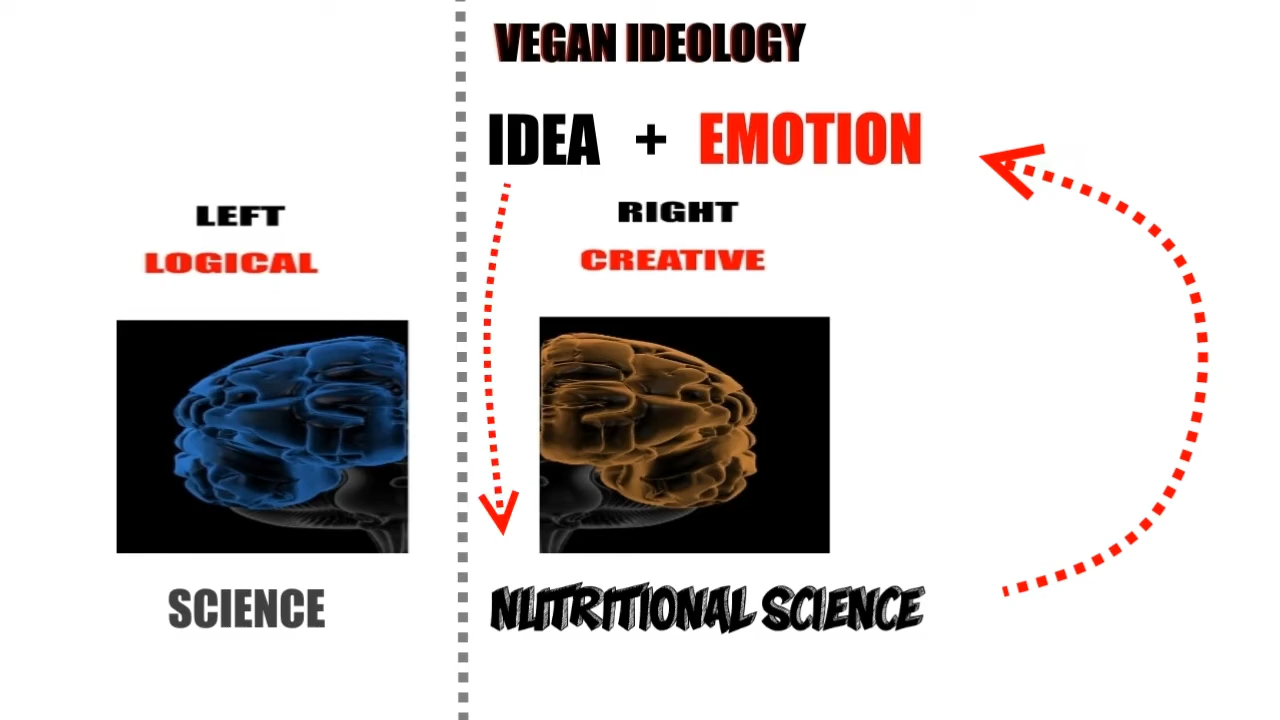 VEGAN IDEOLOGY
IDEA + EMOTION
LEFT
LOGICAL
RIGHT
CREATIVE
SCIENCE
NUTRITIONAL SCIENCE